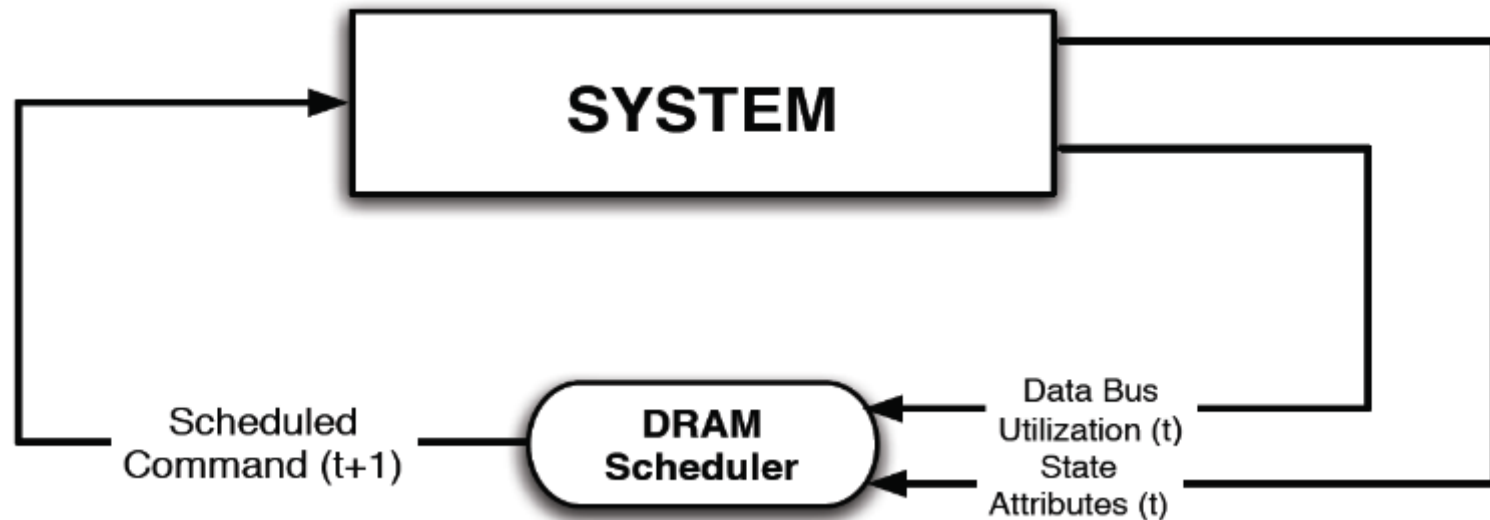 SYSTEM
Scheduled
Command (t+1)
DRAM
Scheduler
Data Bus
Utilization (t)
State
Attributes (t)